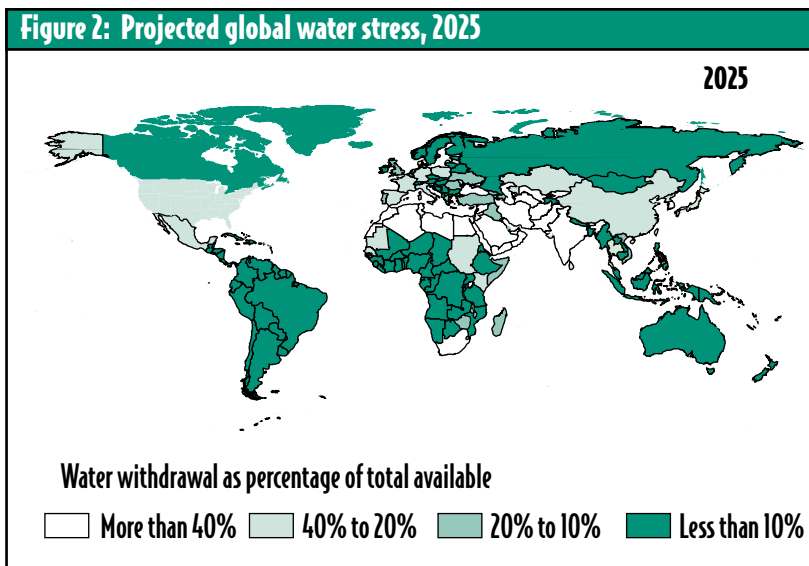 Figure 2: Projected global water stress, 2025
2025
Water withdrawal as percentage of total available
More than 40% 40% to 20% 20% to 10% Less than 10%